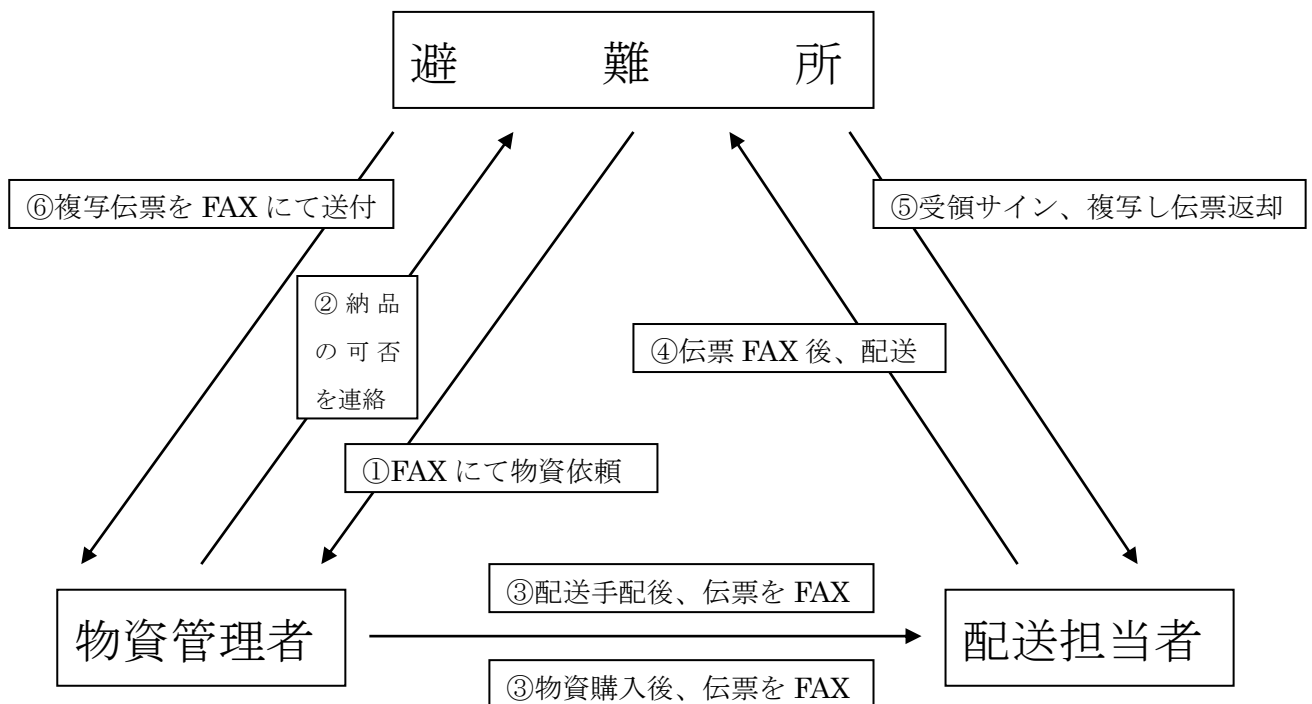 避難所
⑥複写伝票を FAX にて送付
⑤受領サイン、複写し伝票返却
②納品
の可否
を連絡
④伝票 FAX 後、配送
①FAX にて物資依頼
③配送手配後、伝票を FAX
物資管理者
配送担当者
③物資購入後、伝票を FAX